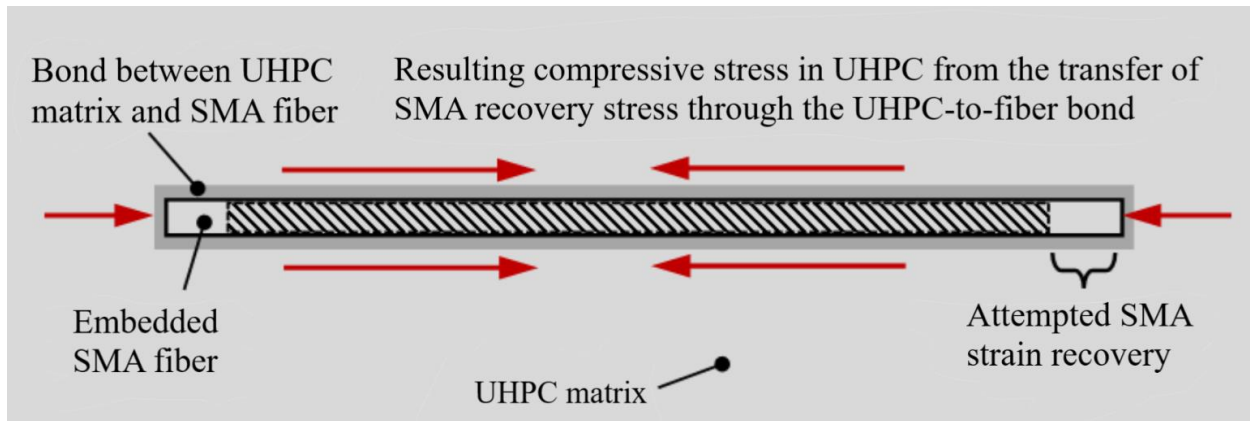 Bond between UHPC
matrix and SMA fiber
Resulting compressive stress in UHPC from the transfer of
SMA recovery stress through the UHPC-to-fiber bond
Embedded
SMA fiber
UHPC matrix
Attempted SMA
strain recovery